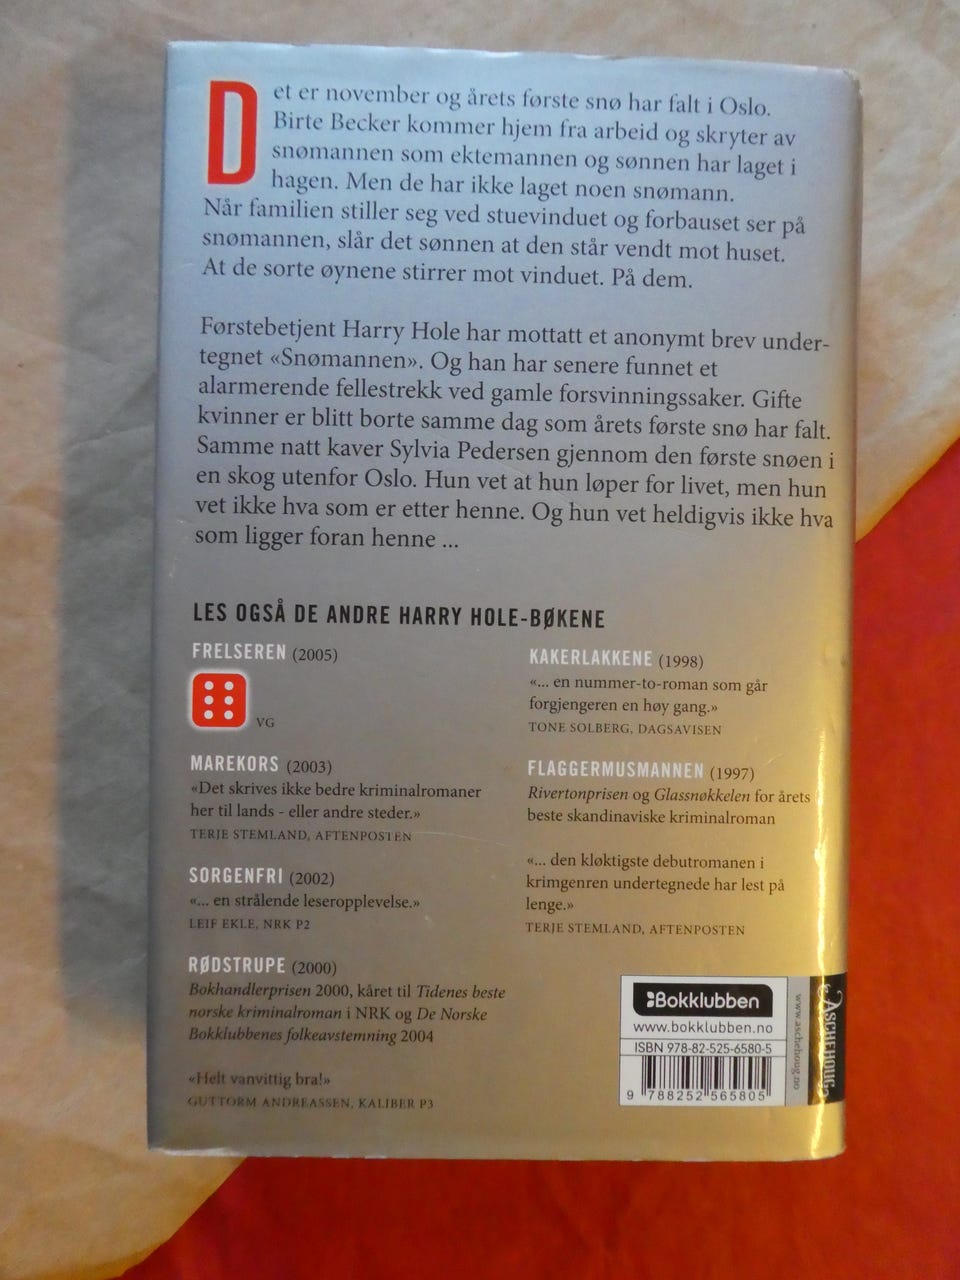 Det er november og årets første snø har falt i Oslo.
Birte Becker kommer hjem fra arbeid og skryter av
snømannen som ektemannen og sønnen har laget i
hagen. Men de har ikke laget noen snømann.
Når familien stiller seg ved stuevinduet og forbauset ser på
snømannen, slår det sønnen at den står vendt mot huset.
At de sorte øynene stirrer mot vinduet. På dem.
Førstebetjent Harry Hole har mottatt et anonymt brev under-
tegnet «Snømannen». Og han har senere funnet et
alarmerende fellestrekk ved gamle forsvinningssaker. Gifte
kvinner er blitt borte samme dag som årets første snø har falt.
Samme natt kaver Sylvia Pedersen gjennom den første snøen i
en skog utenfor Oslo. Hun vet at hun løper for livet, men hun
vet ikke hva som er etter henne. Og hun vet heldigvis ikke hva
som ligger foran henne ...
LES OGSÅ DE ANDRE HARRY HOLE-BØKENE
FRELSEREN (2005)
VG
MAREKORS (2003)
«Det skrives ikke bedre kriminalromaner
her til lands - eller andre steder.»
TERJE STEMLAND, AFTENPOSTEN
SORGENFRI (2002)
«... en strålende leseropplevelse.»
LEIF EKLE, NRK P2
RØDSTRUPE (2000)
Bokhandlerprisen 2000, kåret til Tidenes beste
norske kriminalroman i NRK og De Norske
Bokklubbenes folkeavstemning 2004
«Helt vanvittig bra!»
GUTTORM ANDREASSEN, KALIBER P3
KAKERLAKKENE (1998)
«... en nummer-to-roman som går
forgjengeren en høy gang.»
TONE SOLBERG, DAGSAVISEN
FLAGGERMUSMANNEN (1997)
Rivertonprisen og Glassnøkkelen for årets
beste skandinaviske kriminalroman
«... den kløktigste debutromanen i
krimgenren undertegnede har lest på
lenge.»
TERJE STEMLAND, AFTENPOSTEN
Bokklubben
www.bokklubben.no
ISBN 978-82-525-6580-5
9 788252 565805
www.aschehoug.no
ASCHEHOUG